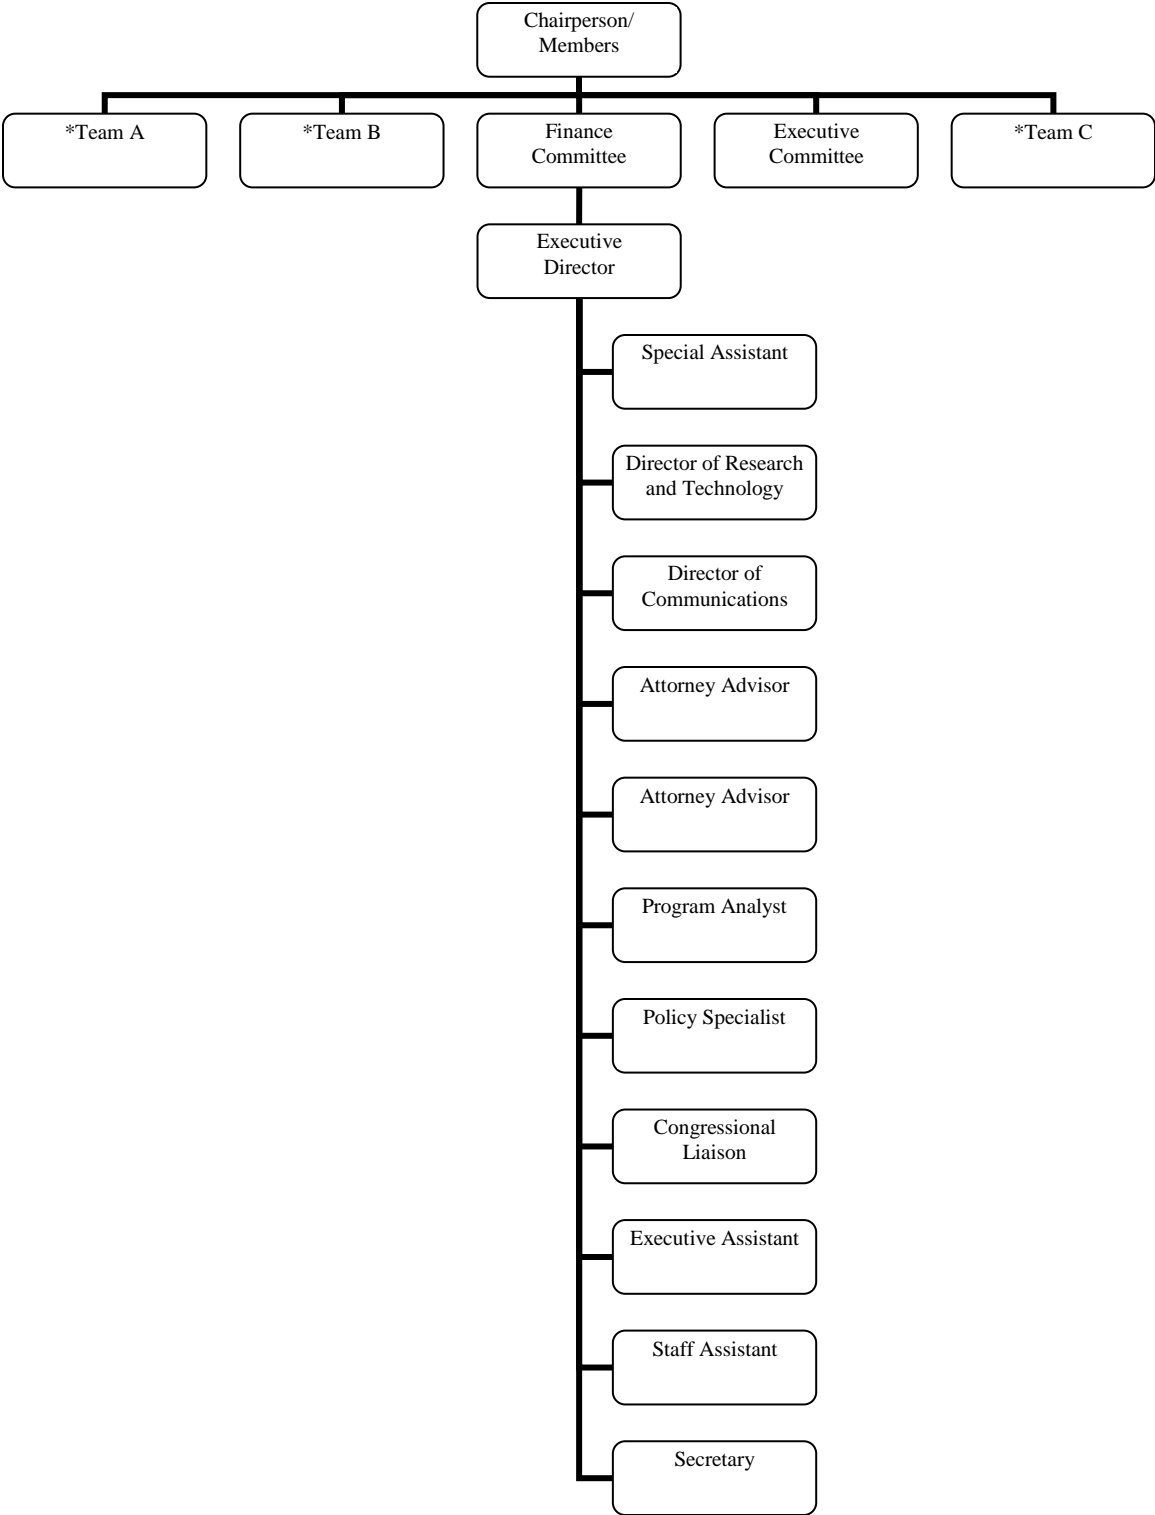 Chairperson/
Members
*Team A
*Team B
Finance
Committee
Executive
Committee
*Team C
Executive
Director
Special Assistant
Director of Research
and Technology
Director of
Communications
Attorney Advisor
Attorney Advisor
Program Analyst
Policy Specialist
Congressional
Liaison
Executive Assistant
Staff Assistant
Secretary